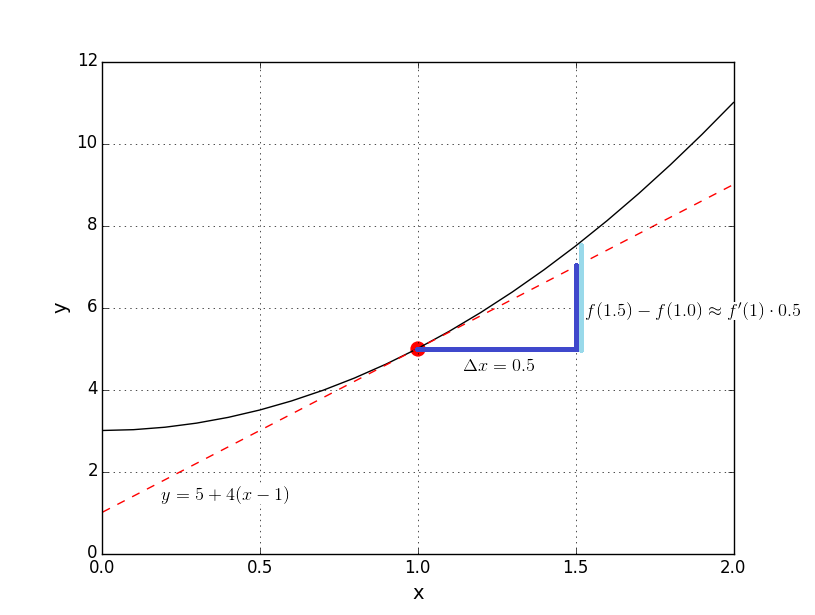 12
10
8
6
4
2
0
y
f(1.5) − f(1.0) ≈ f′(1) · 0.5
Δx = 0.5
y = 5 + 4(x − 1)
0.0 0.5 1.0 1.5 2.0
x